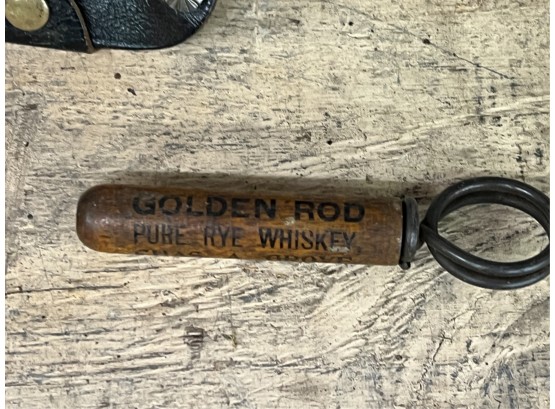 GOLDEN ROD
PURE RYE WHISKEY